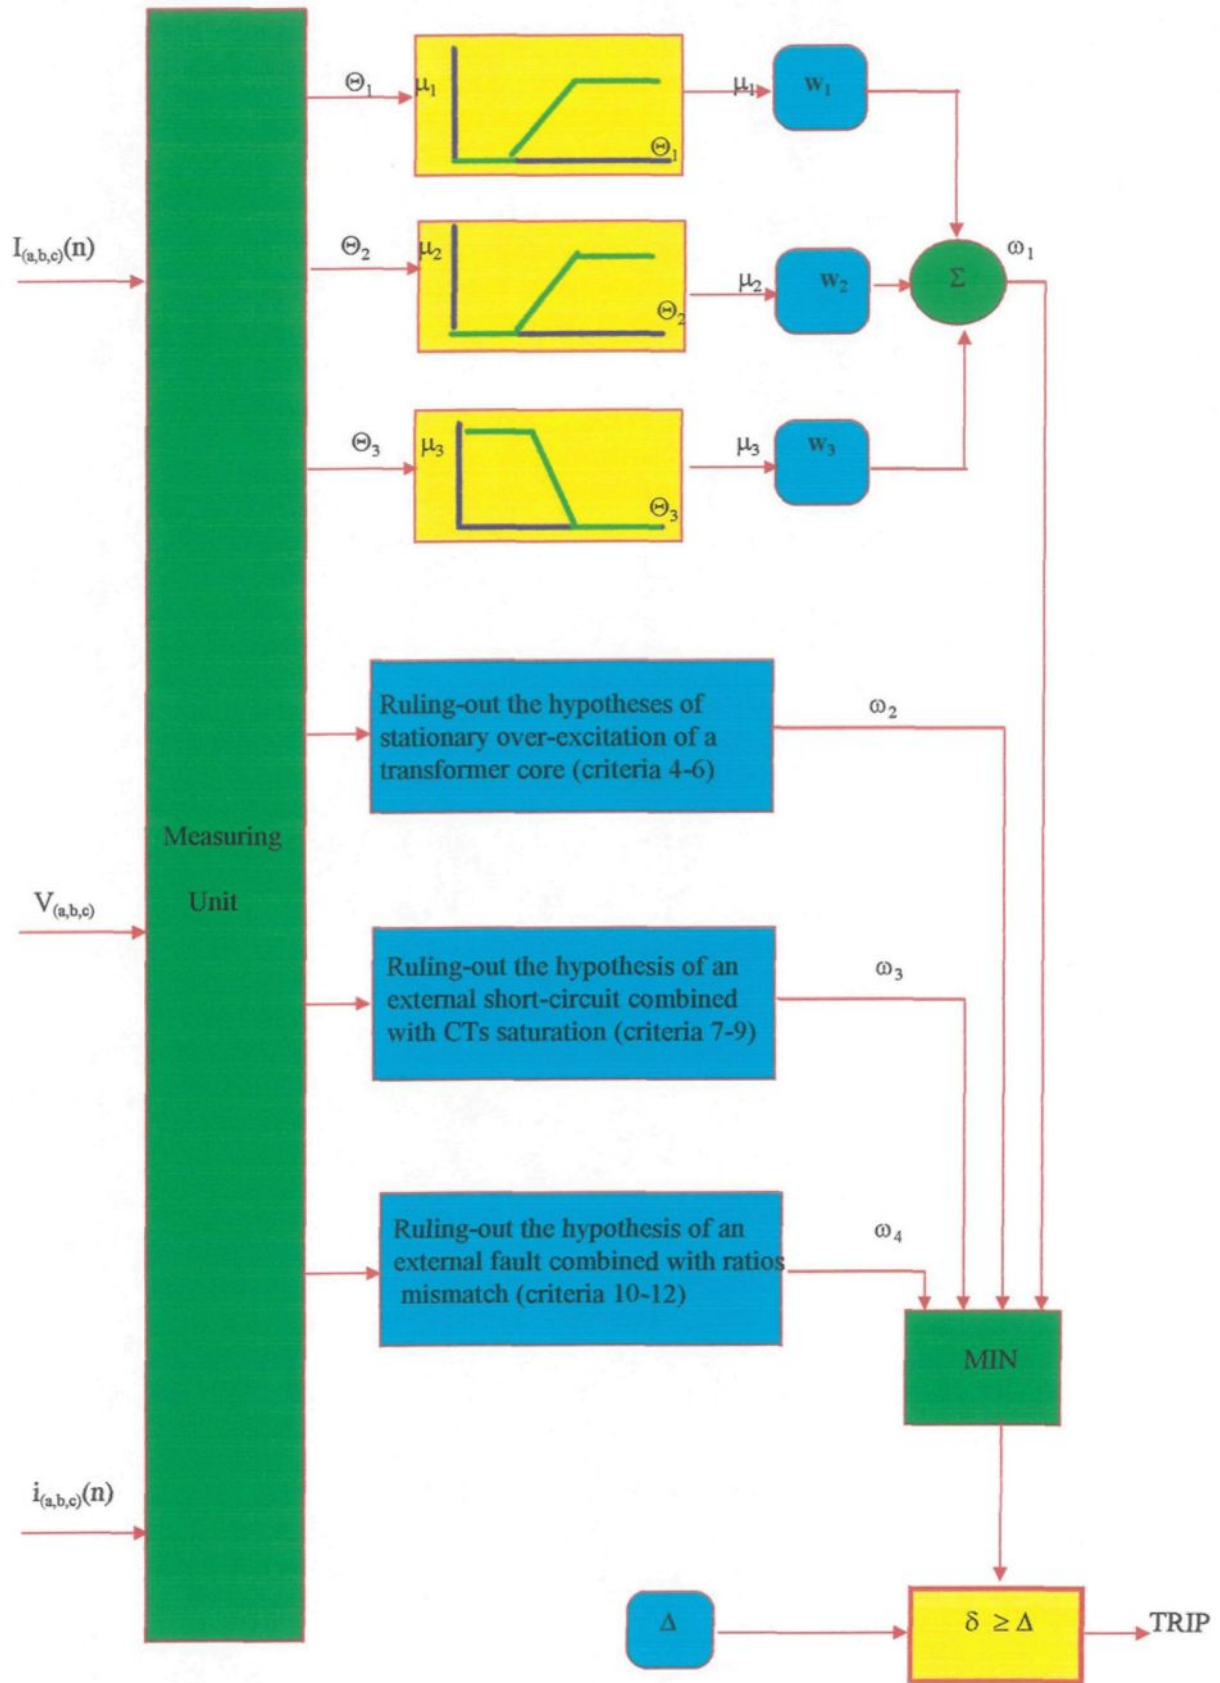 Θ₁
μ₁
Θ₁
μ₁
w₁
I₍ₐ,b,c₎(n)
Θ₂
μ₂
Θ₂
μ₂
w₂
Σ
ω₁
Θ₃
μ₃
Θ₃
μ₃
w₃
Ruling-out the hypotheses of
stationary over-excitation of a
transformer core (criteria 4-6)
ω₂
Measuring
Unit
V(a,b,c)
Ruling-out the hypothesis of an
external short-circuit combined
with CTs saturation (criteria 7-9)
ω₃
Ruling-out the hypothesis of an
external fault combined with ratios
mismatch (criteria 10-12)
ω₄
MIN
i(a,b,c)(n)
Δ
δ ≥ Δ
TRIP